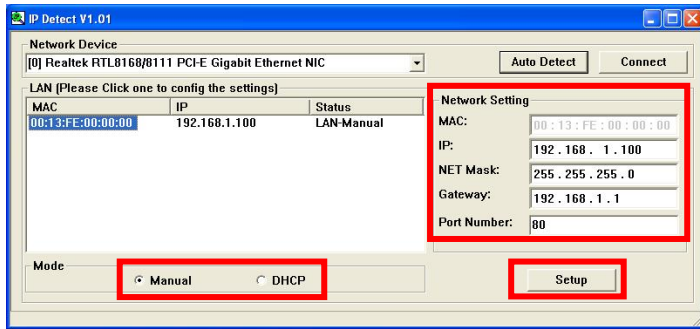 IP Detect V1.01
Network Device
[0] Realtek RTL8168/8111 PCI-E Gigabit Ethernet NIC
Auto Detect
Connect
LAN (Please Click one to config the settings)
MAC IP Status
00:13:FE:00:00:00 192.168.1.100 LAN-Manual
Network Setting
MAC: 00 : 13 : FE : 00 : 00 : 00
IP: 192 . 168 . 1 . 100
NET Mask: 255 . 255 . 255 . 0
Gateway: 192 . 168 . 1 . 1
Port Number: 80
Mode
Manual DHCP
Setup